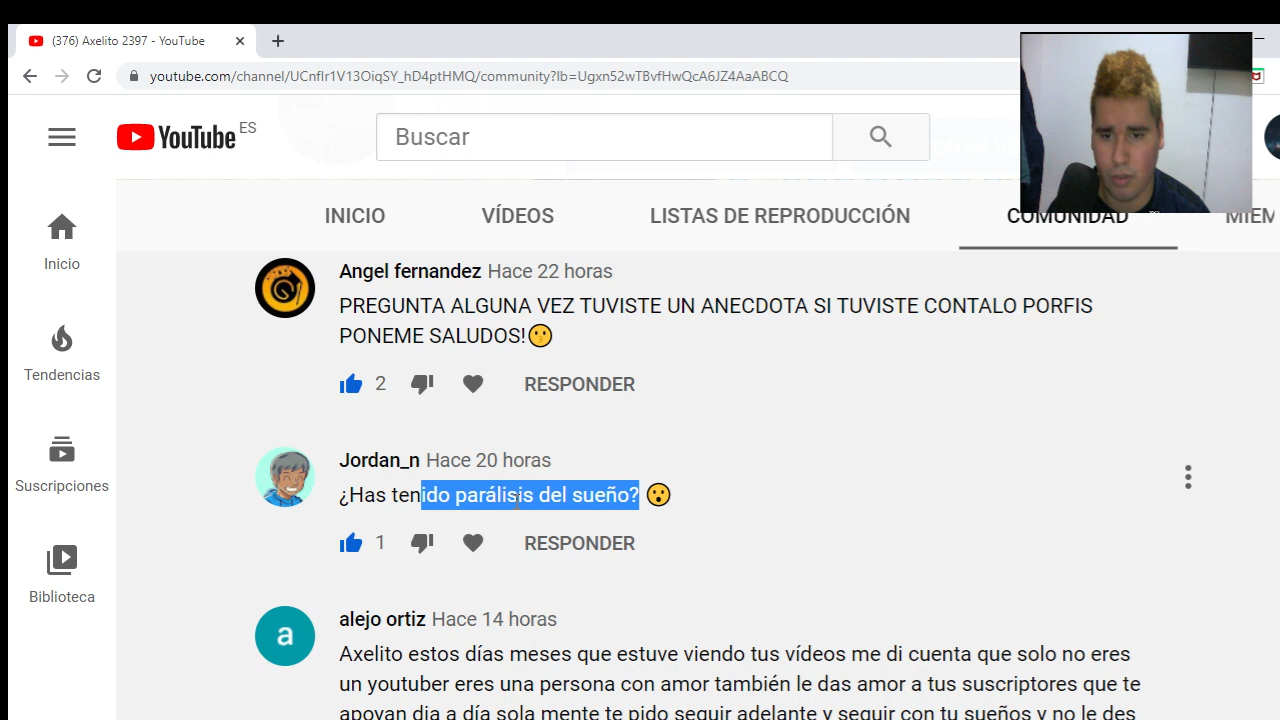 (376) Axelito 2397 - YouTube
youtube.com/channel/UCnflr1V13OiqSY_hD4ptHMQ/community?lb=Ugxn52wTBvfHwQcA6JZ4AaABCQ
YouTube ES
Buscar
INICIO VÍDEOS LISTAS DE REPRODUCCIÓN COMUNIDAD MIEM
Inicio
Tendencias
Suscripciones
Biblioteca
Angel fernandez Hace 22 horas
PREGUNTA ALGUNA VEZ TUVISTE UN ANECDOTA SI TUVISTE CONTALO PORFIS
PONEME SALUDOS!😗
2 RESPONDER
Jordan_n Hace 20 horas
¿Has tenido parálisis del sueño? 😮
1 RESPONDER
a
alejo ortiz Hace 14 horas
Axelito estos días meses que estuve viendo tus vídeos me di cuenta que solo no eres
un youtuber eres una persona con amor también le das amor a tus suscriptores que te
apoyan dia a día sola mente te pido seguir adelante y seguir con tu sueños y no le des